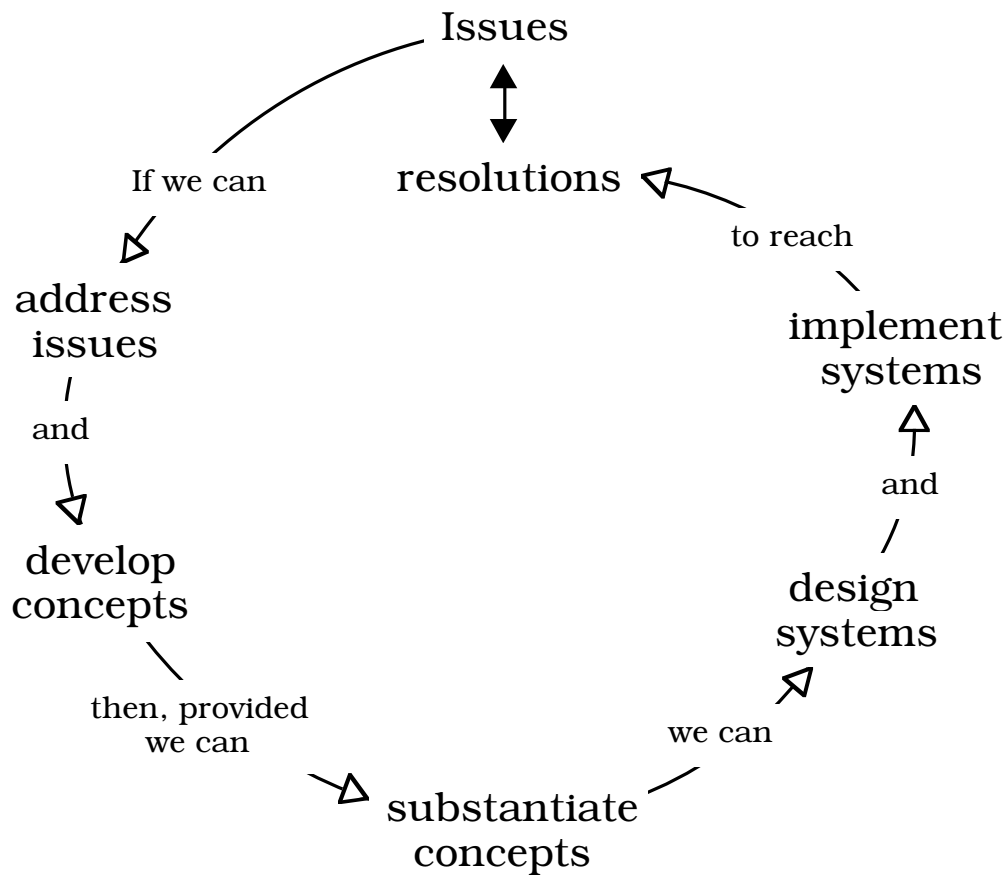 Issues
If we can
address
issues
and
develop
concepts
then, provided
we can
substantiate
concepts
we can
design
systems
and
implement
systems
to reach
resolutions